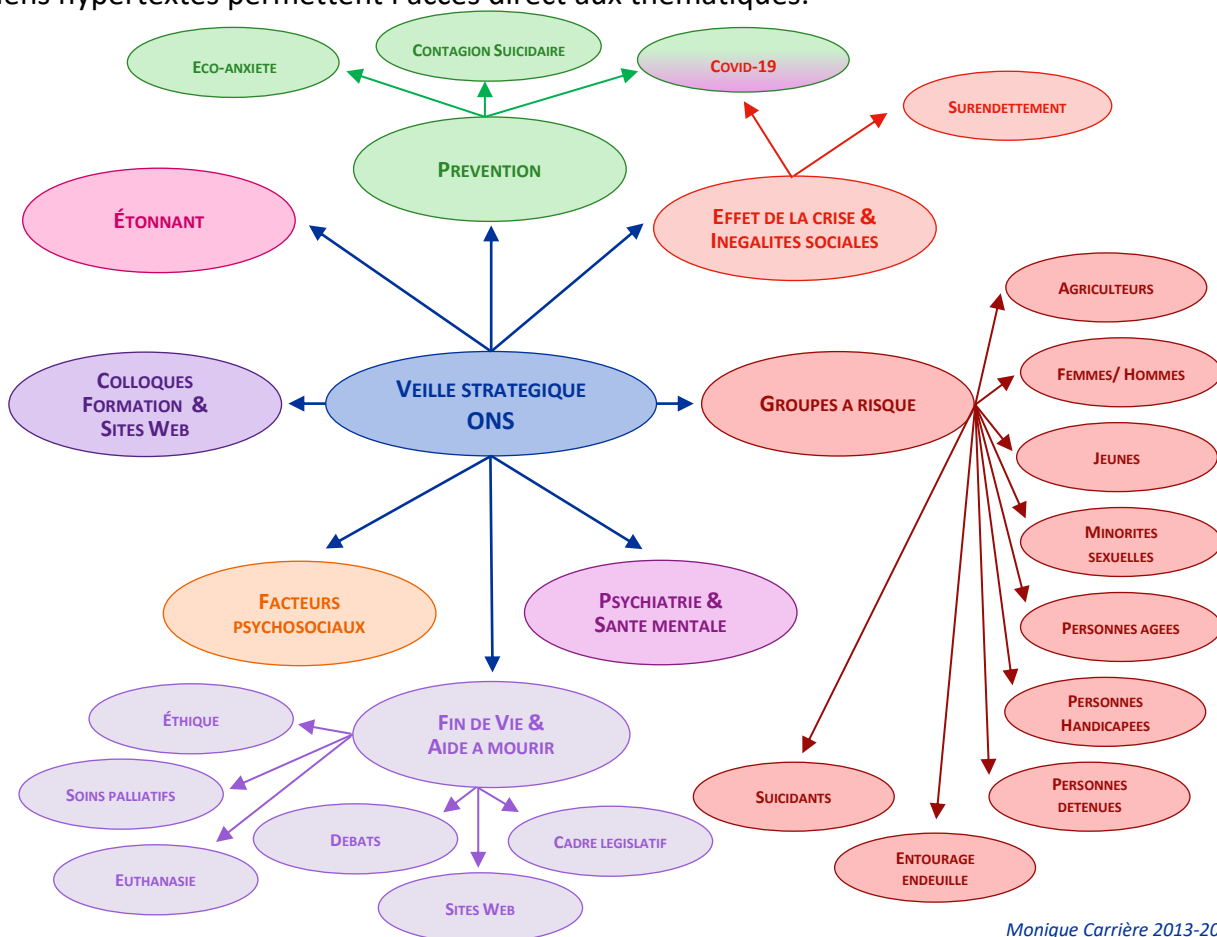 liens hypertextes permettent l'accès direct aux thématiques.
CONTAGION SUICIDAIRE
ECO-ANXIETE
COVID-19
SURENDETTEMENT
PREVENTION
ÉTONNANT
EFFET DE LA CRISE &
INEGALITES SOCIALES
AGRICULTEURS
COLLOQUES
FORMATION &
SITES WEB
VEILLE STRATEGIQUE
ONS
GROUPES A RISQUE
FEMMES/ HOMMES
JEUNES
MINORITES
SEXUELLES
FACTEURS
PSYCHOSOCIAUX
PSYCHIATRIE &
SANTE MENTALE
PERSONNES AGEES
ÉTHIQUE
FIN DE VIE &
AIDE A MOURIR
PERSONNES
HANDICAPEES
SOINS PALLIATIFS
SUICIDANTS
PERSONNES
DETENUES
DEBATS
CADRE LEGISLATIF
EUTHANASIE
ENTOURAGE
ENDEUILLE
SITES WEB
Monique Carrière 2013-20